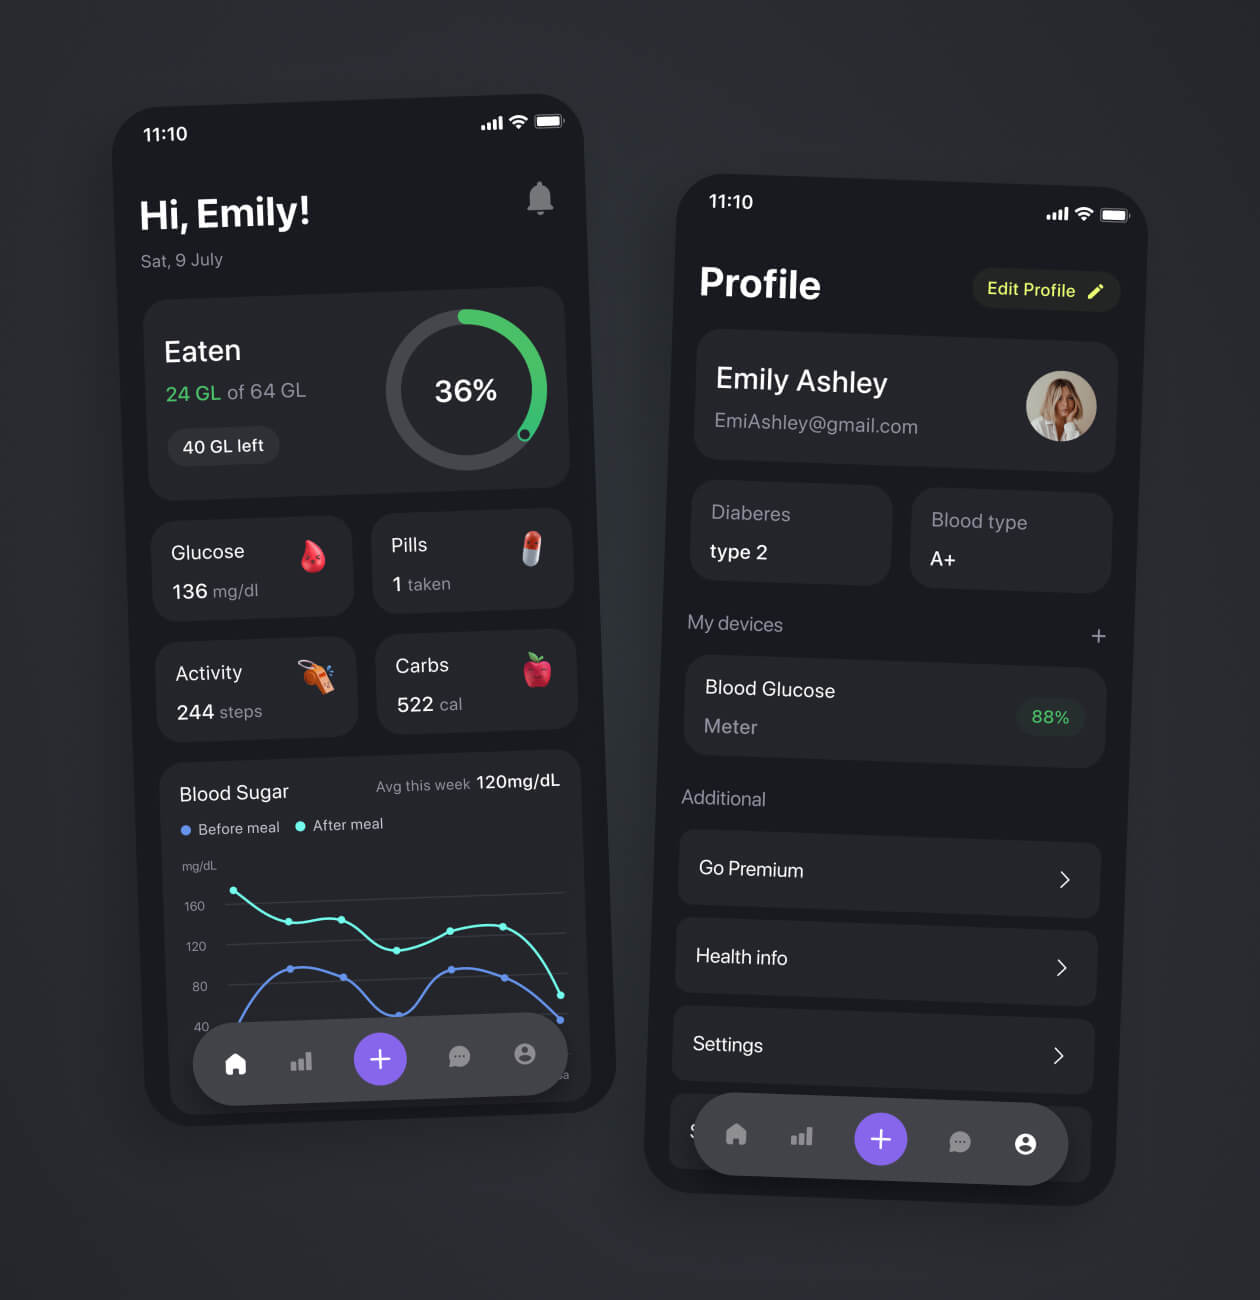 11:10
Hi, Emily!
Sat, 9 July
Eaten
24 GL of 64 GL
40 GL left
36%
Glucose
136 mg/dl
Pills
1 taken
Activity
244 steps
Carbs
522 cal
Blood Sugar
Avg this week 120mg/dL
Before meal
After meal
mg/dL
160
120
80
40
11:10
Profile
Edit Profile
Emily Ashley
EmiAshley@gmail.com
Diaberes
type 2
Blood type
A+
My devices
+
Blood Glucose
Meter
88%
Additional
Go Premium
Health info
Settings